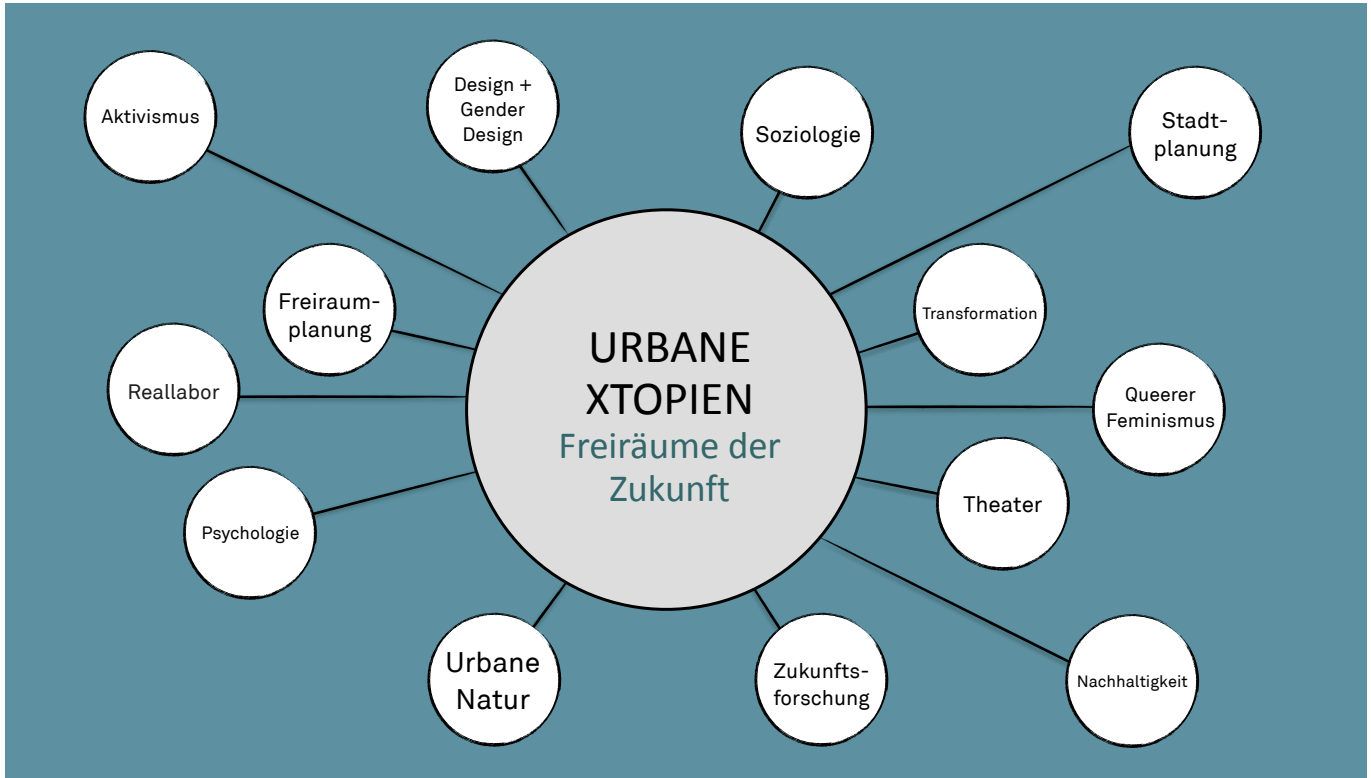 Aktivismus
Design +
Gender
Design
Soziologie
Stadt-
planung
Freiraum-
planung
Transformation
Reallabor
URBANE
XTOPIEN
Freiräume der
Zukunft
Queerer
Feminismus
Psychologie
Theater
Urbane
Natur
Zukunfts-
forschung
Nachhaltigkeit